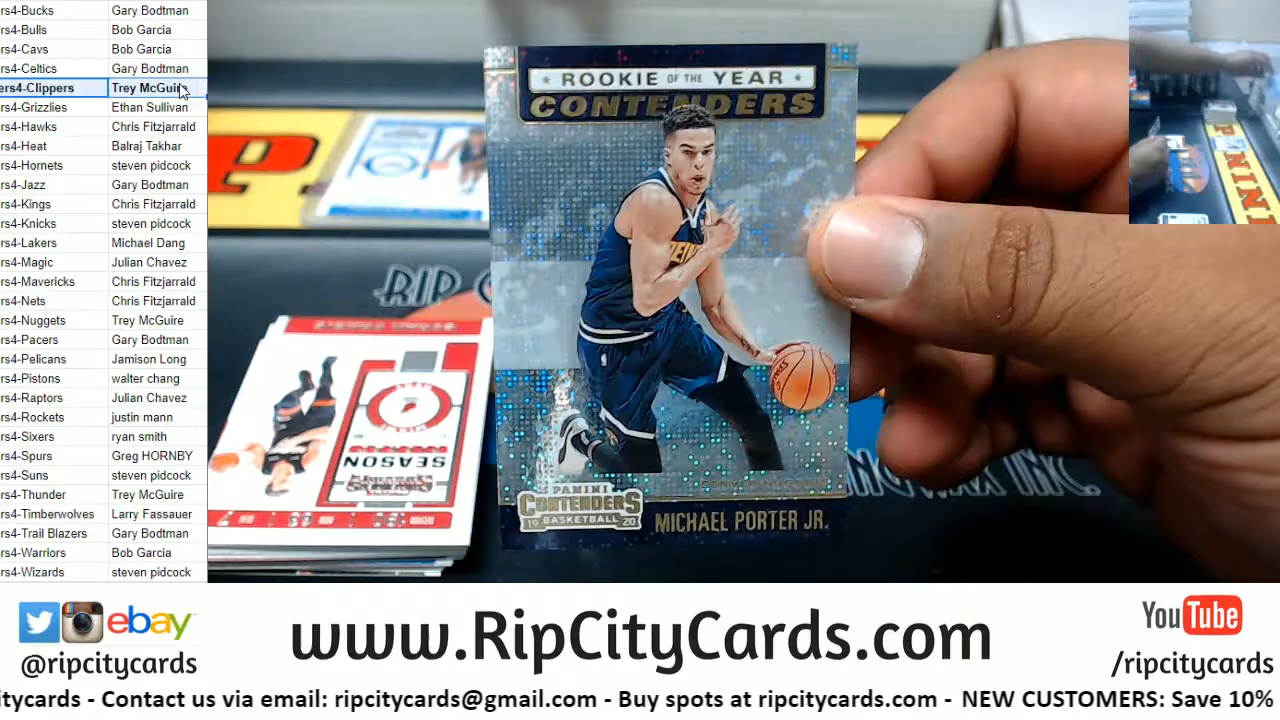 rs4-Bucks Gary Bodtman
rs4-Bulls Bob Garcia
rs4-Cavs Bob Garcia
rs4-Celtics Gary Bodtman
ers4-Clippers Trey McGuire
rs4-Grizzlies Ethan Sullivan
rs4-Hawks Chris Fitzjarrald
rs4-Heat Balraj Takhar
rs4-Hornets steven pidcock
rs4-Jazz Gary Bodtman
rs4-Kings Chris Fitzjarrald
rs4-Knicks steven pidcock
rs4-Lakers Michael Dang
rs4-Magic Julian Chavez
rs4-Mavericks Chris Fitzjarrald
rs4-Nets Chris Fitzjarrald
rs4-Nuggets Trey McGuire
rs4-Pacers Gary Bodtman
rs4-Pelicans Jamison Long
rs4-Pistons walter chang
rs4-Raptors Julian Chavez
rs4-Rockets justin mann
rs4-Sixers ryan smith
rs4-Spurs Greg HORNBY
rs4-Suns steven pidcock
rs4-Thunder Trey McGuire
rs4-Timberwolves Larry Fassauer
rs4-Trail Blazers Gary Bodtman
rs4-Warriors Bob Garcia
rs4-Wizards steven pidcock
ROOKIE OF THE YEAR
CONTENDERS
PANINI
CONTENDERS
19 BASKETBALL 20
MICHAEL PORTER JR.
RIP
SEASON
INC.
ebay
@ripcitycards
www.RipCityCards.com
YouTube
/ripcitycards
itycards - Contact us via email: ripcitycards@gmail.com - Buy spots at ripcitycards.com - NEW CUSTOMERS: Save 10%